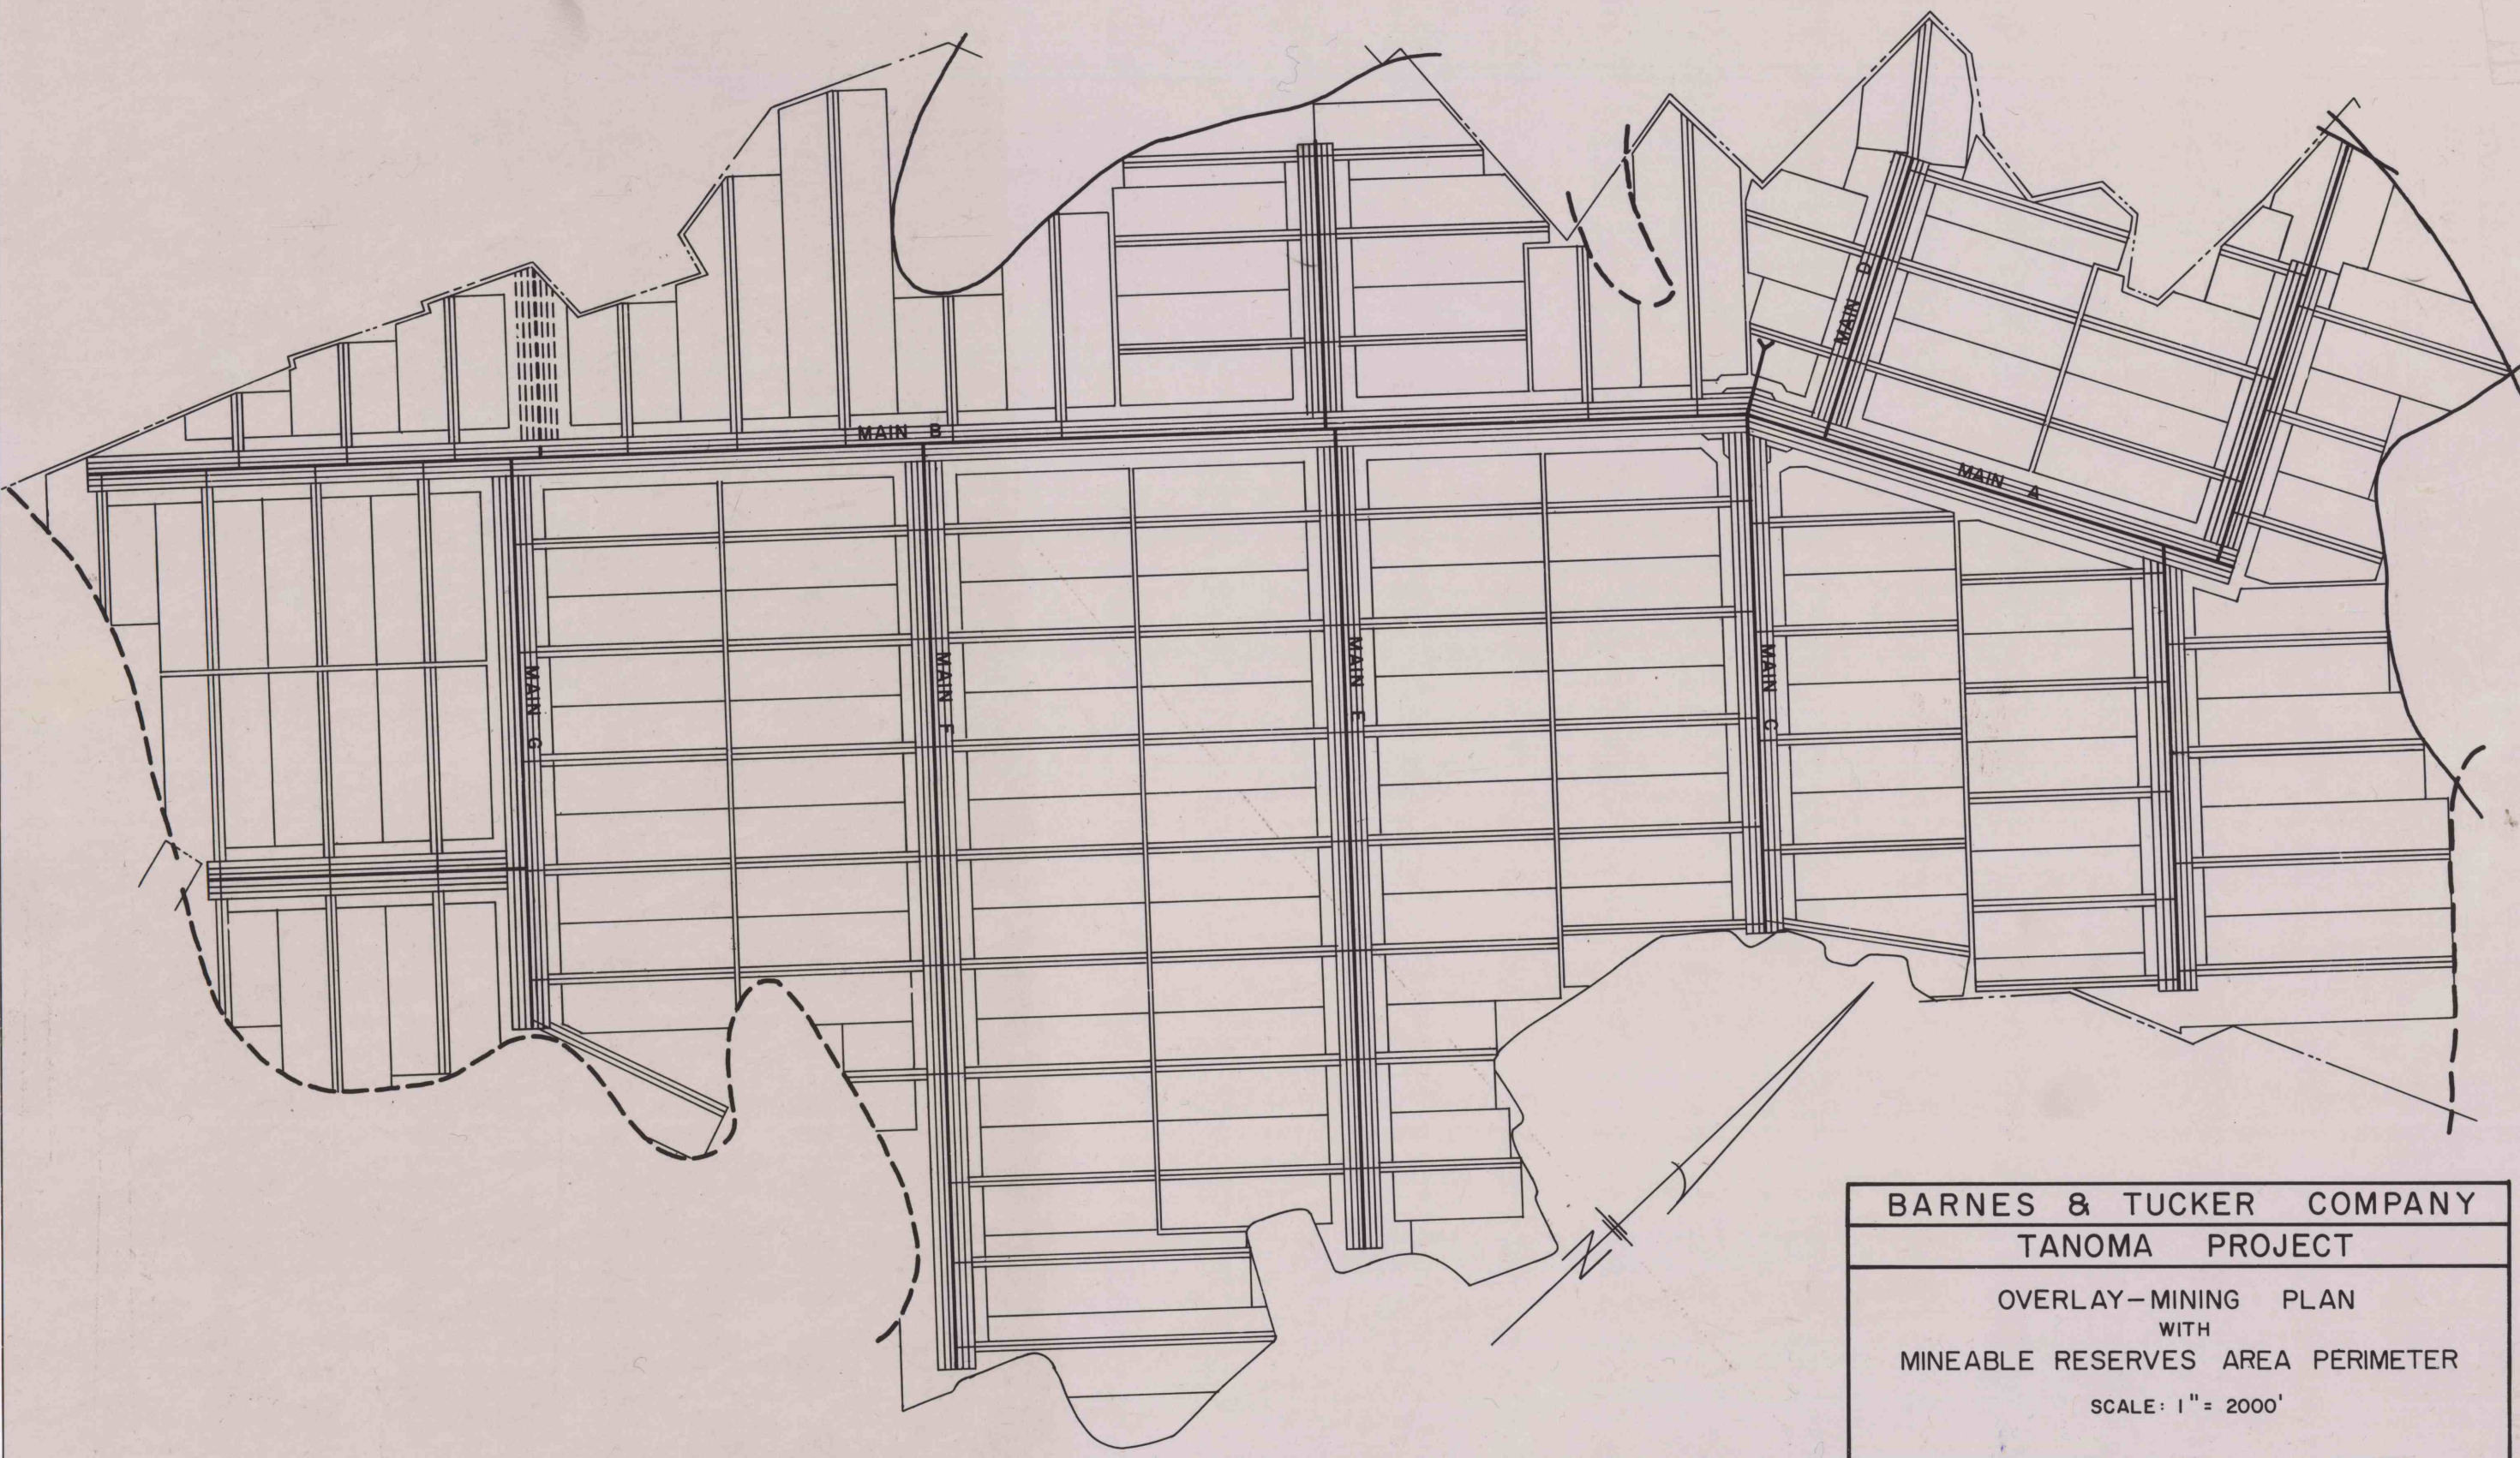 MAIN D
MAIN B
MAIN A
MAIN G
MAIN F
MAIN E
MAIN C
N
BARNES & TUCKER COMPANY
TANOMA PROJECT
OVERLAY-MINING PLAN
WITH
MINEABLE RESERVES AREA PERIMETER
SCALE: 1" = 2000'